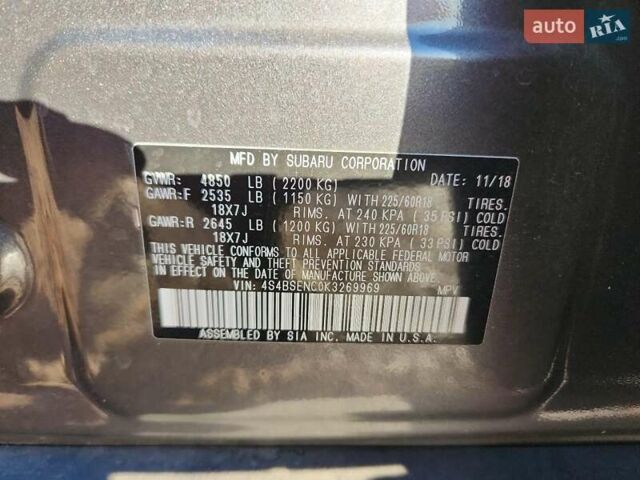 auto RIA.com
MFD BY SUBARU CORPORATION
GVWR: 4850 LB (2200 KG) DATE: 11/18
GAWR:F 2535 LB (1150 KG) WITH 225/60R18 TIRES.
18X7J RIMS. AT 240 KPA (35 PSI) COLD
GAWR:R 2645 LB (1200 KG) WITH 225/60R18 TIRES.
18X7J RIMS. AT 230 KPA (33 PSI) COLD
THIS VEHICLE CONFORMS TO ALL APPLICABLE FEDERAL MOTOR
VEHICLE SAFETY AND THEFT PREVENTION STANDARDS
IN EFFECT ON THE DATE OF MANUFACTURE SHOWN ABOVE.
VIN: 4S4BSENC0K3269969 MPV
ASSEMBLED BY SIA INC. MADE IN U.S.A.